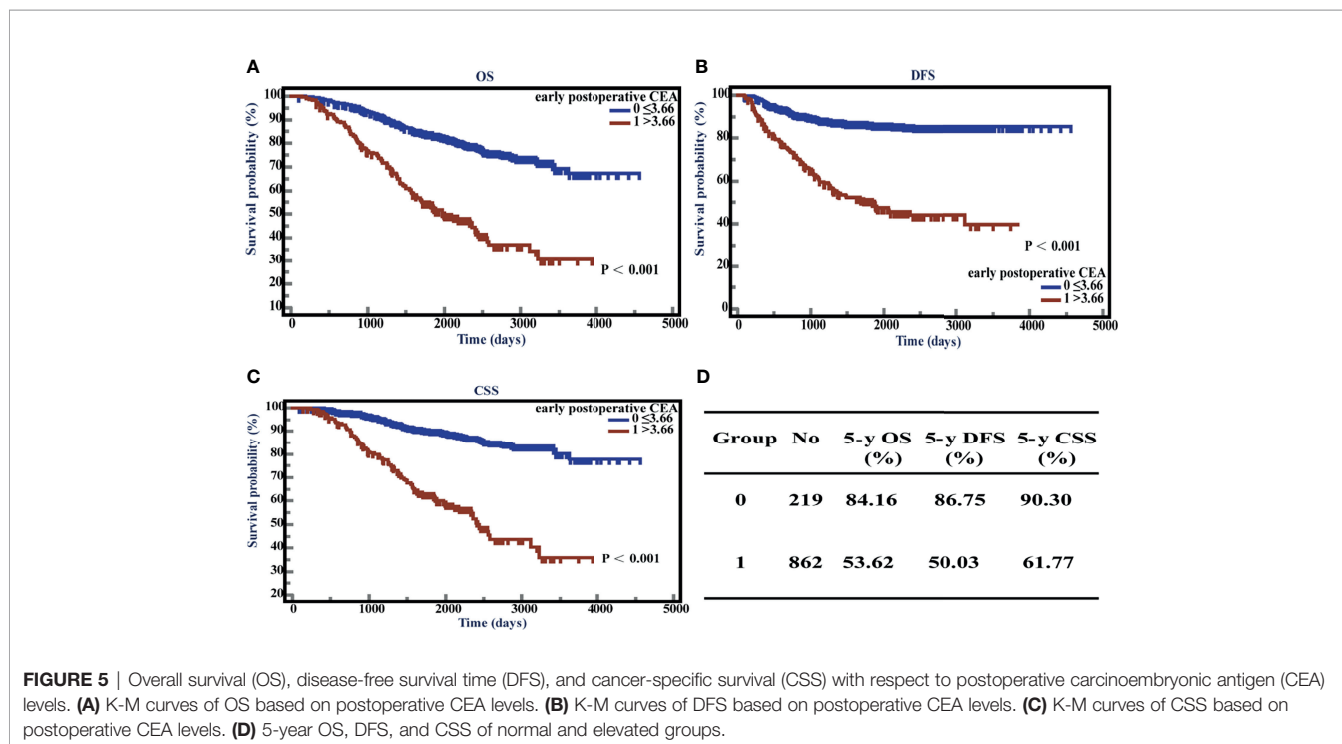 A
OS
early postoperative CEA
0 ≤3.66
1 >3.66
Survival probability (%)
100
90
80
70
60
50
40
30
20
10
P < 0.001
0 1000 2000 3000 4000 5000
Time (days)
B
DFS
Survival probability (%)
100
80
60
40
20
0
P < 0.001
early postoperative CEA
0 ≤3.66
1 >3.66
0 1000 2000 3000 4000 5000
Time (days)
C
CSS
early postoperative CEA
0 ≤3.66
1 >3.66
Survival probability (%)
100
90
80
70
60
50
40
30
20
P < 0.001
0 1000 2000 3000 4000 5000
Time (days)
D
Group No 5-y OS 5-y DFS 5-y CSS
(%) (%) (%)
0 219 84.16 86.75 90.30
1 862 53.62 50.03 61.77
FIGURE 5 | Overall survival (OS), disease-free survival time (DFS), and cancer-specific survival (CSS) with respect to postoperative carcinoembryonic antigen (CEA)
levels. (A) K-M curves of OS based on postoperative CEA levels. (B) K-M curves of DFS based on postoperative CEA levels. (C) K-M curves of CSS based on
postoperative CEA levels. (D) 5-year OS, DFS, and CSS of normal and elevated groups.